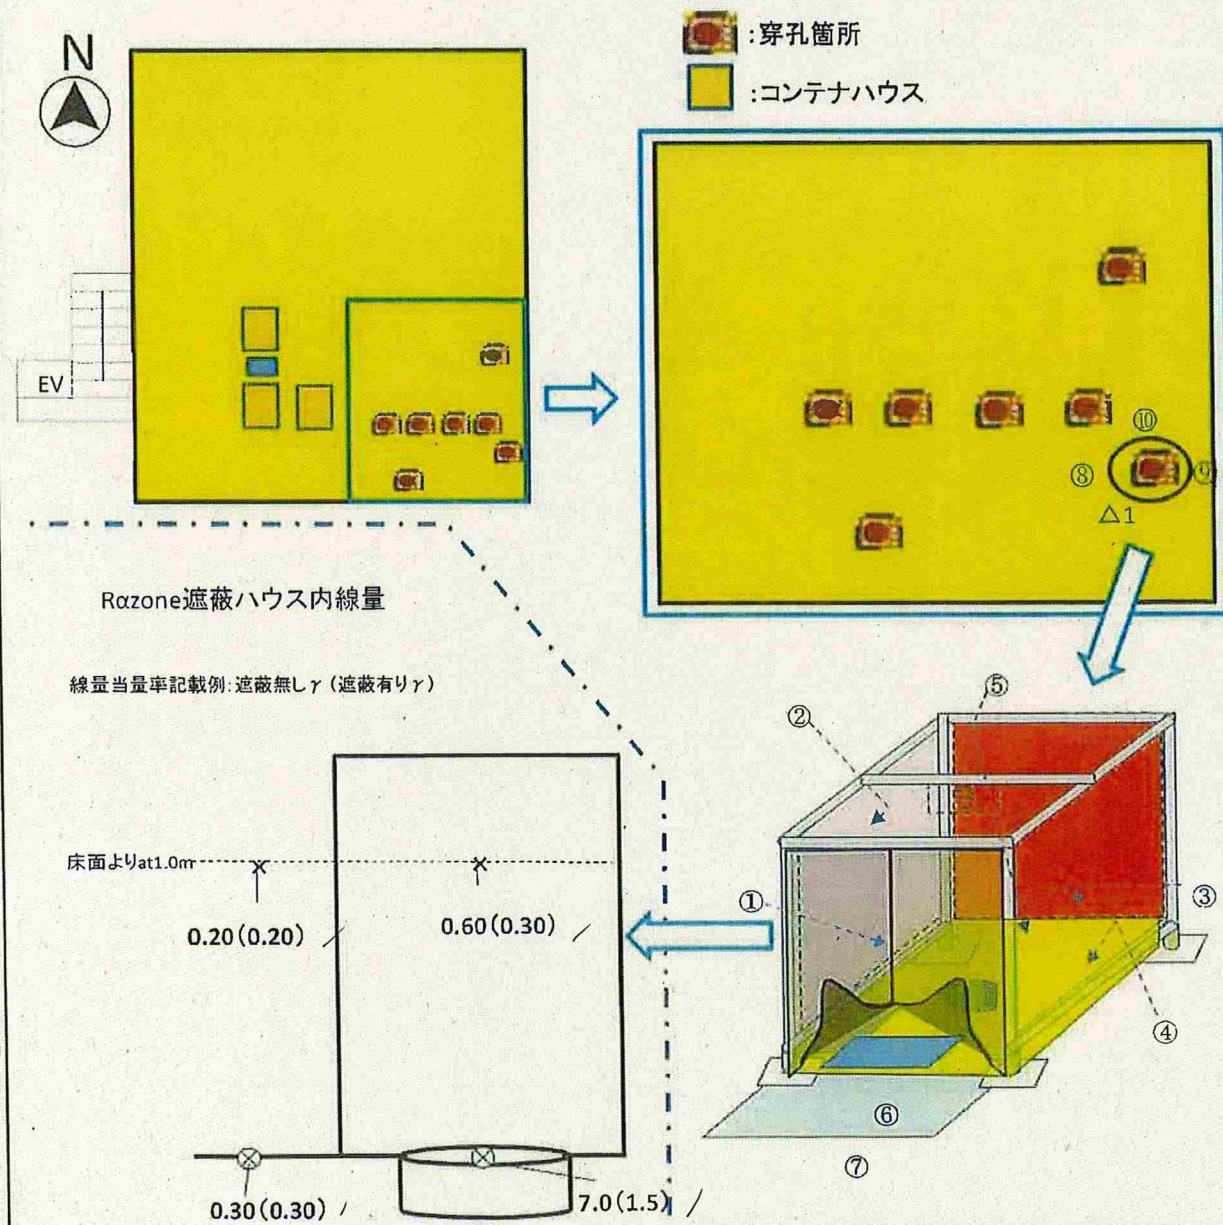 N
:穿孔箇所
:コンテナハウス
EV
⑩
⑧
⑨
△1
Rαzone遮蔽ハウス内線量
線量当量率記載例:遮蔽無しγ(遮蔽有りγ)
床面よりat1.0m
0.20(0.20)
0.60(0.30)
0.30(0.30)
7.0(1.5)
⑤
②
①
③
④
⑥
⑦